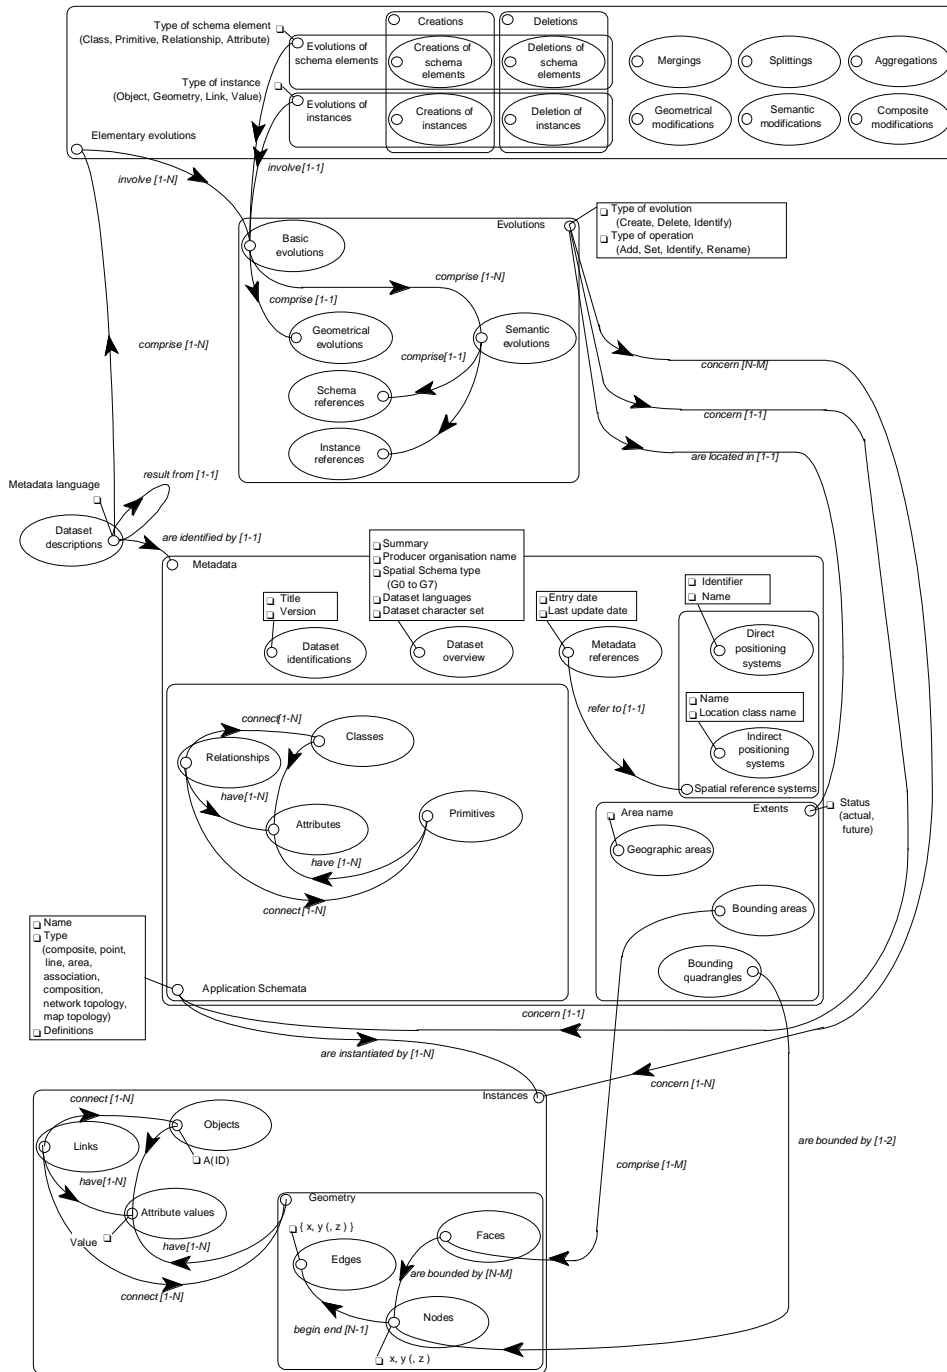 Type of schema element
(Class, Primitive, Relationship, Attribute)
Creations
Deletions
Evolutions of
schema elements
Creations of
schema
elements
Deletions of
schema
elements
Mergings
Splittings
Aggregations
Type of instance
(Object, Geometry, Link, Value)
Evolutions of
instances
Creations
of instances
Deletion of
instances
Geometrical
modifications
Semantic
modifications
Composite
modifications
Elementary evolutions
involve [1-N]
involve[1-1]
Evolutions
Type of evolution
(Create, Delete, Identify)
Type of operation
(Add, Set, Identify, Rename)
Basic
evolutions
comprise [1-N]
comprise [1-1]
Geometrical
evolutions
Semantic
evolutions
comprise[1-1]
comprise [1-N]
Schema
references
Instance
references
concern [N-M]
concern [1-1]
are located in [1-1]
result from [1-1]
Metadata language
Dataset
descriptions
are identified by [1-1]
Metadata
Summary
Producer organisation name
Spatial Schema type
(G0 to G7)
Dataset languages
Dataset character set
Title
Version
Entry date
Last update date
Identifier
Name
Dataset
identifications
Dataset
overview
Metadata
references
Direct
positioning
systems
refer to [1-1]
Name
Location class name
Indirect
positioning
systems
Spatial reference systems
connect[1-N]
Classes
Relationships
have[1-N]
Attributes
Primitives
have [1-N]
connect[1-N]
Extents
Status
(actual,
future)
Area name
Geographic areas
Bounding areas
Bounding
quadrangles
Name
Type
(composite, point,
line, area,
association,
composition,
network topology,
map topology)
Definitions
Application Schemata
concern [1-1]
are instantiated by [1-N]
concern [1-N]
Instances
connect [1-N]
Objects
Links
A(ID)
have[1-N]
Attribute values
Value
have[1-N]
connect [1-N]
are bounded by [1-2]
comprise [1-M]
Geometry
{ x, y (, z ) }
Faces
Edges
are bounded by [N-M]
Nodes
begin, end [N-1]
x, y (, z )